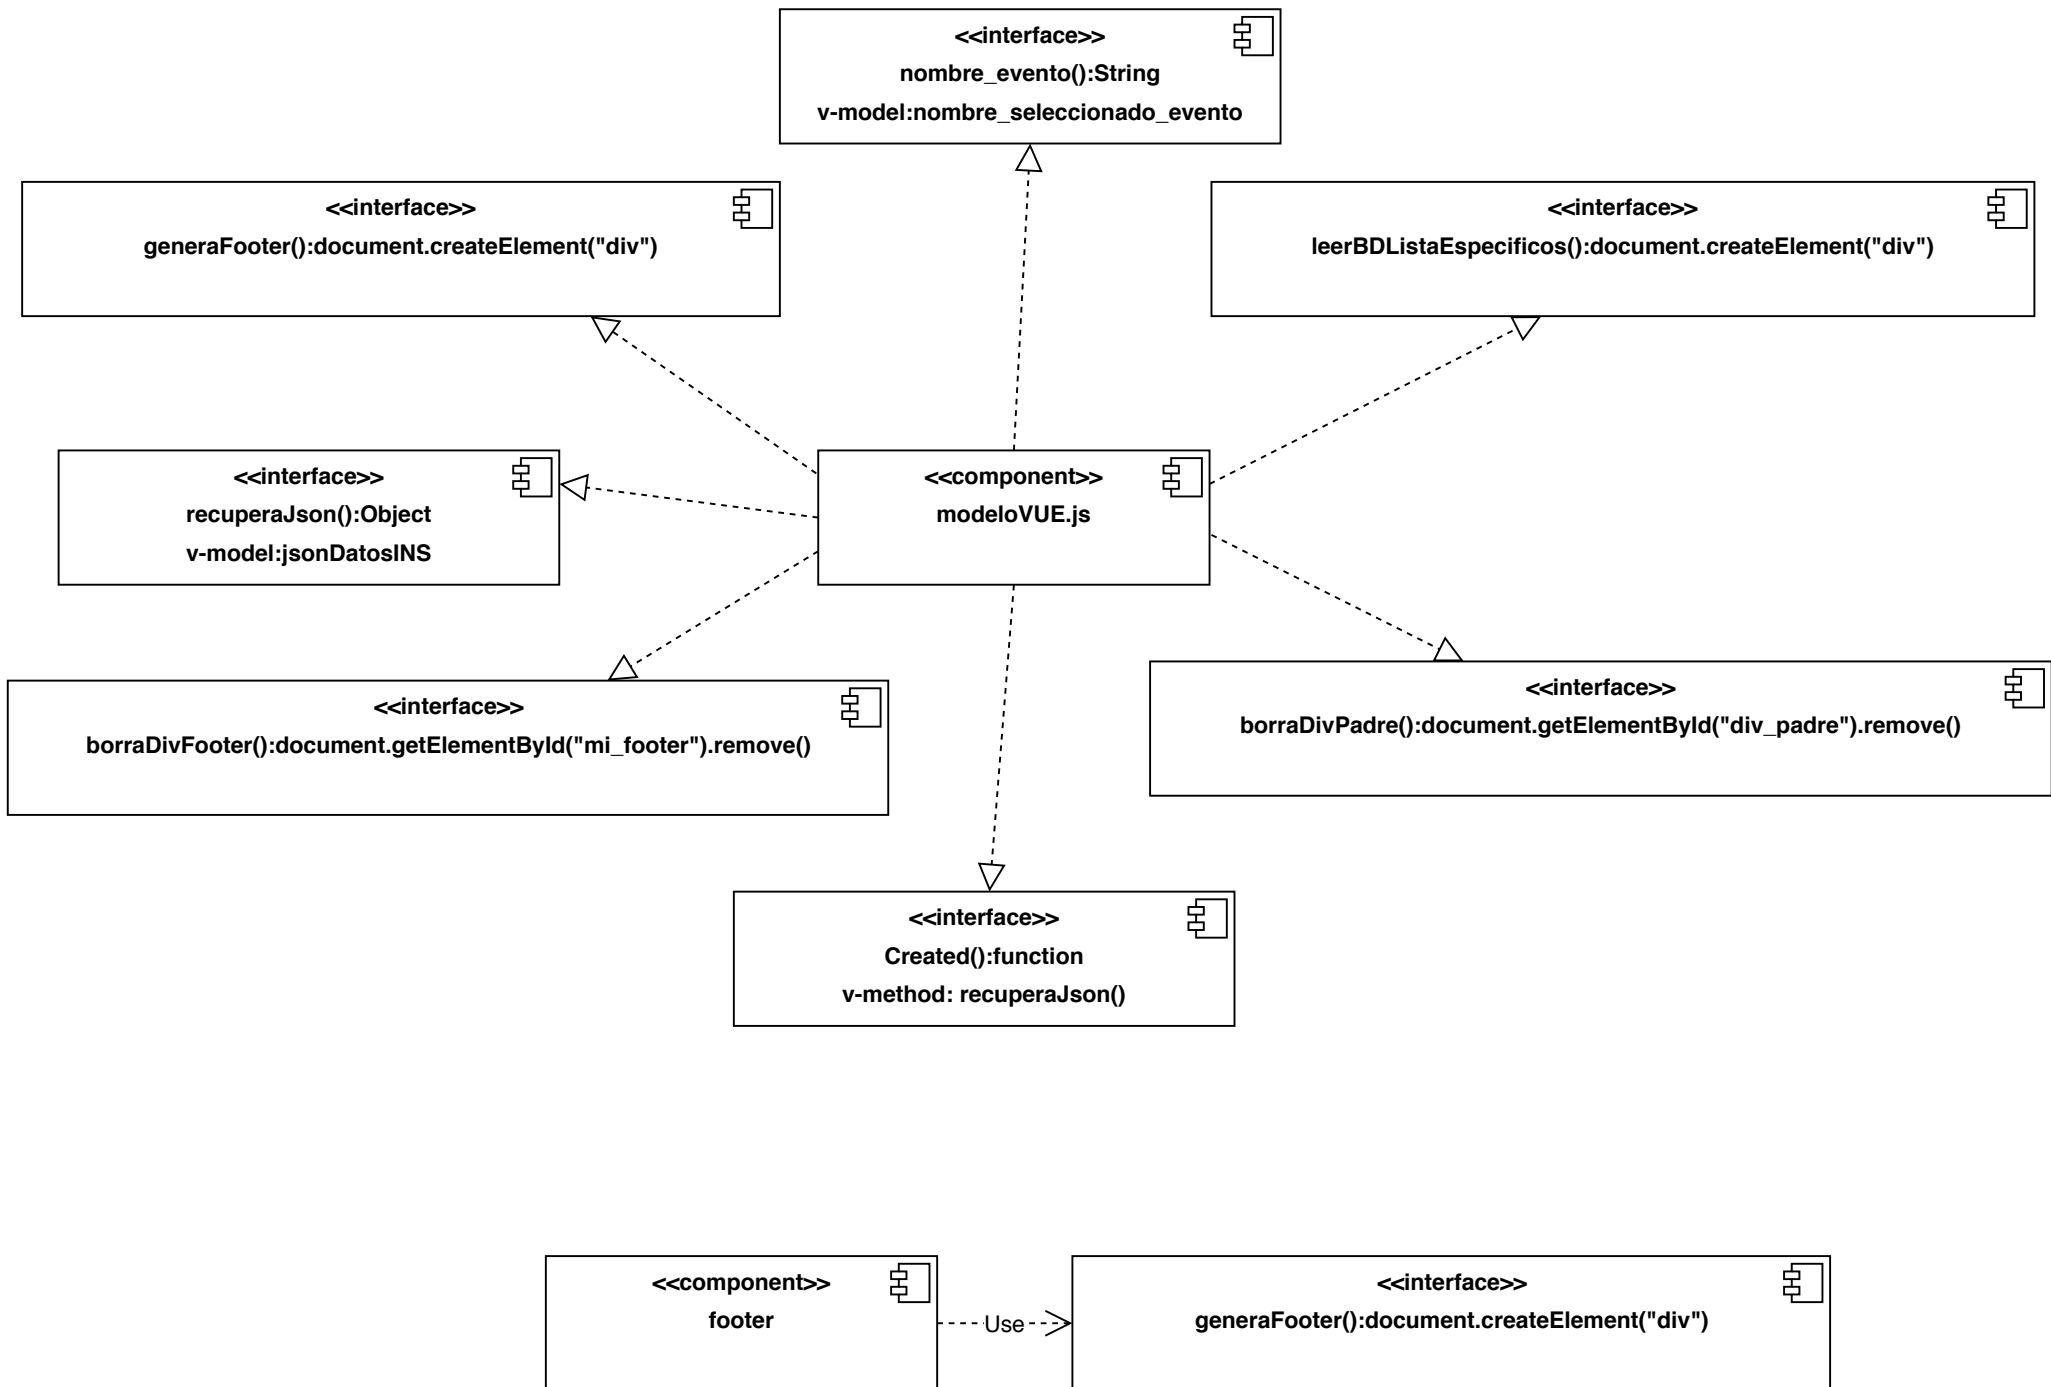 <<interface>>
nombre_evento():String
v-model:nombre_seleccionado_evento
<<interface>>
generaFooter():document.createElement("div")
<<interface>>
leerBDListaEspecificos():document.createElement("div")
<<interface>>
recuperaJson():Object
v-model:jsonDatosINS
<<component>>
modeloVUE.js
<<interface>>
borraDivFooter():document.getElementById("mi_footer").remove()
<<interface>>
borraDivPadre():document.getElementById("div_padre").remove()
<<interface>>
Created():function
v-method: recuperaJson()
<<component>>
footer
Use
<<interface>>
generaFooter():document.createElement("div")